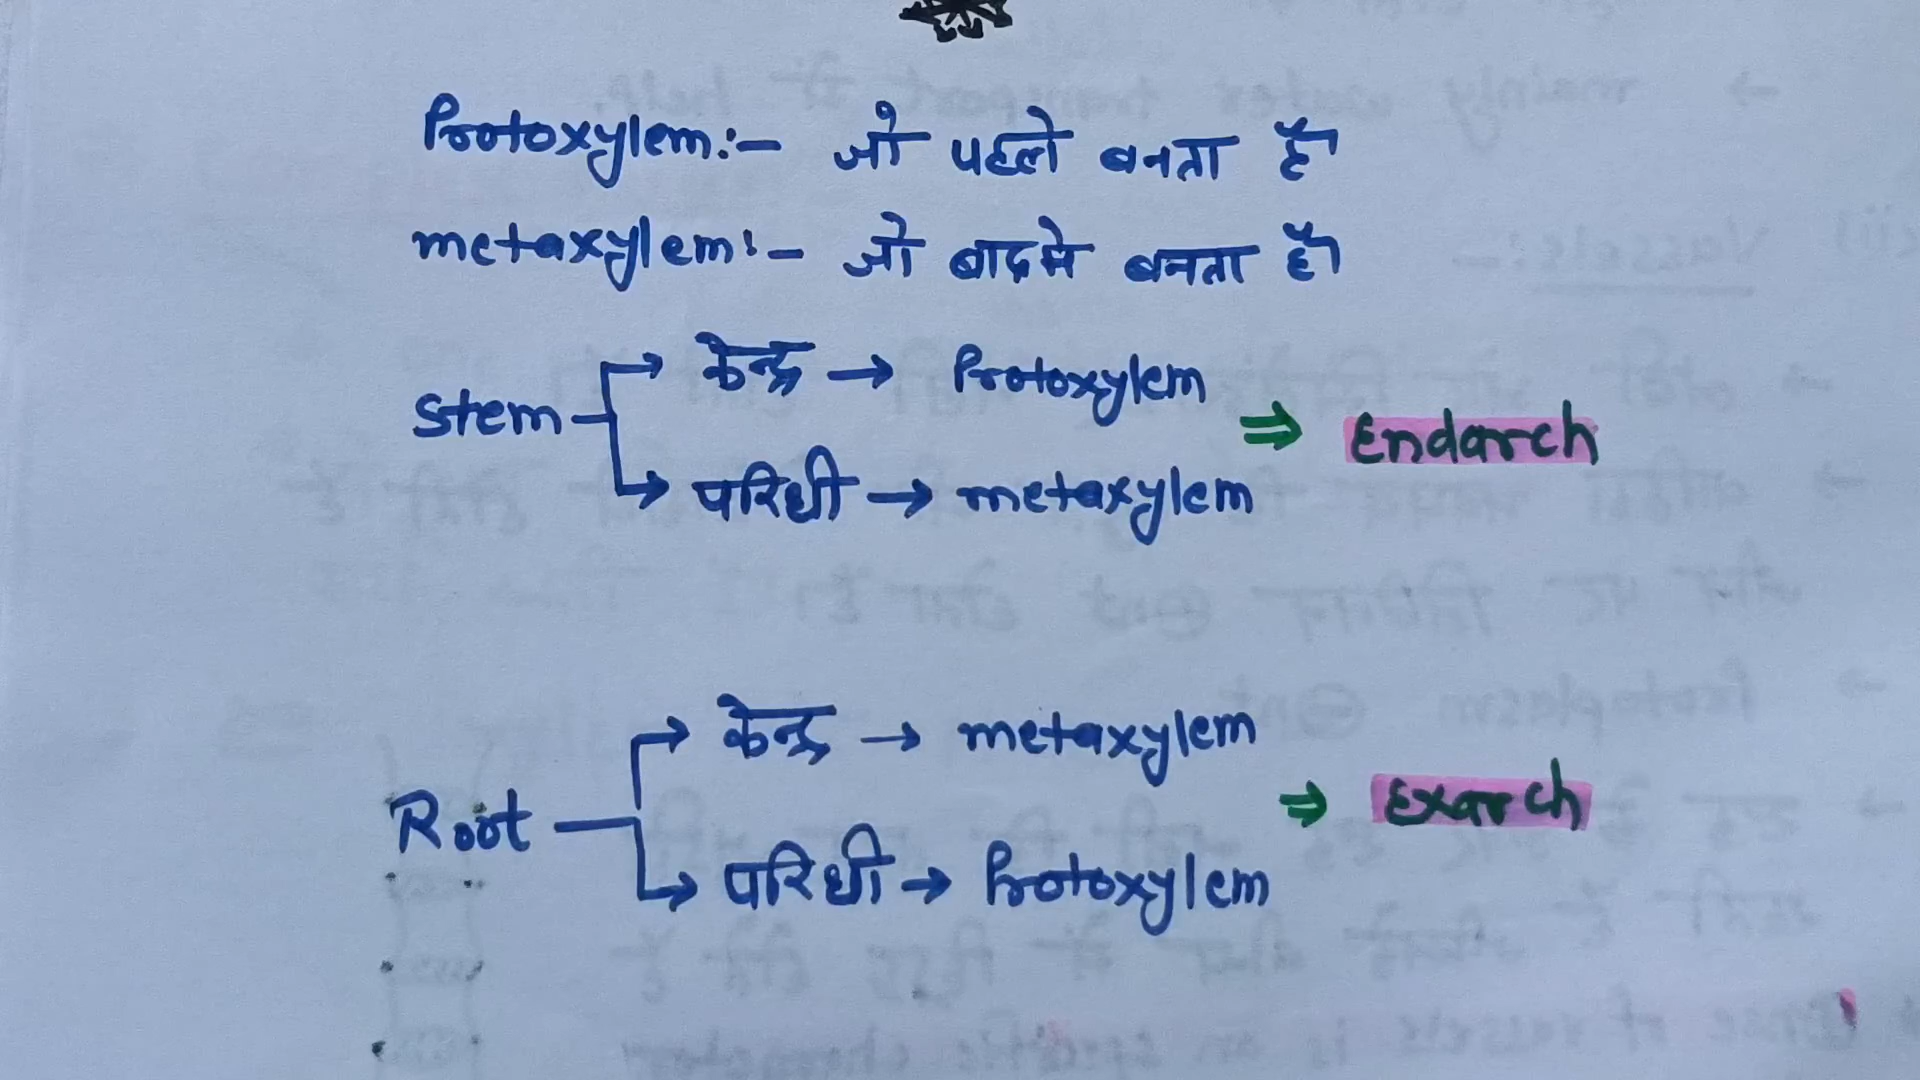 Protoxylem:- जो पहले बनता है
metaxylem:- जो बादमे बनता है
Stem → केन्द्र → Protoxylem
→ परिधी → metaxylem
⇒ Endarch
Root → केन्द्र → metaxylem
→ परिधी → Protoxylem
⇒ Exarch